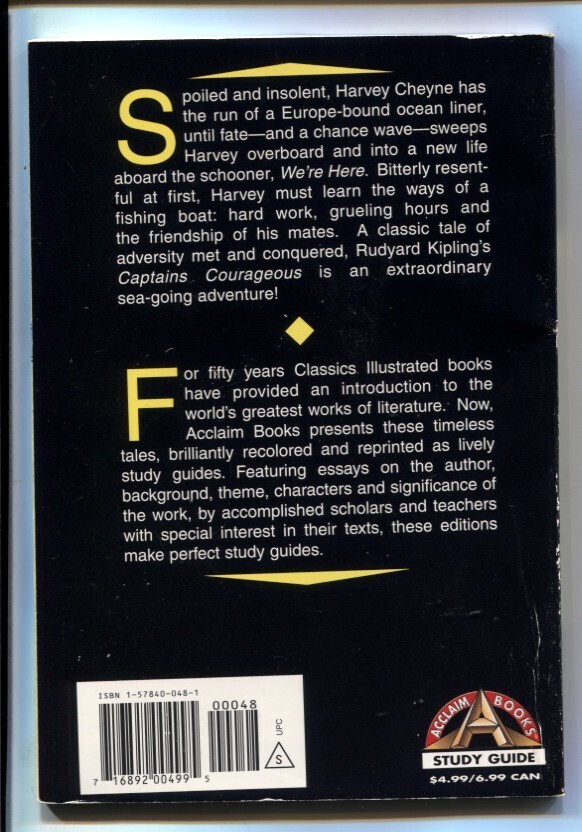 Spoiled and insolent, Harvey Cheyne has
the run of a Europe-bound ocean liner,
until fate—and a chance wave—sweeps
Harvey overboard and into a new life
aboard the schooner, We're Here. Bitterly resent-
ful at first, Harvey must learn the ways of a
fishing boat: hard work, grueling hours and
the friendship of his mates. A classic tale of
adversity met and conquered, Rudyard Kipling's
Captains Courageous is an extraordinary
sea-going adventure!
For fifty years Classics Illustrated books
have provided an introduction to the
world's greatest works of literature. Now,
Acclaim Books presents these timeless
tales, brilliantly recolored and reprinted as lively
study guides. Featuring essays on the author,
background, theme, characters and significance of
the work, by accomplished scholars and teachers
with special interest in their texts, these editions
make perfect study guides.
ISBN 1-57840-048-1
00048
UPC
S
7 16892 00499 5
ACCLAIM BOOKS
STUDY GUIDE
$4.99/6.99 CAN